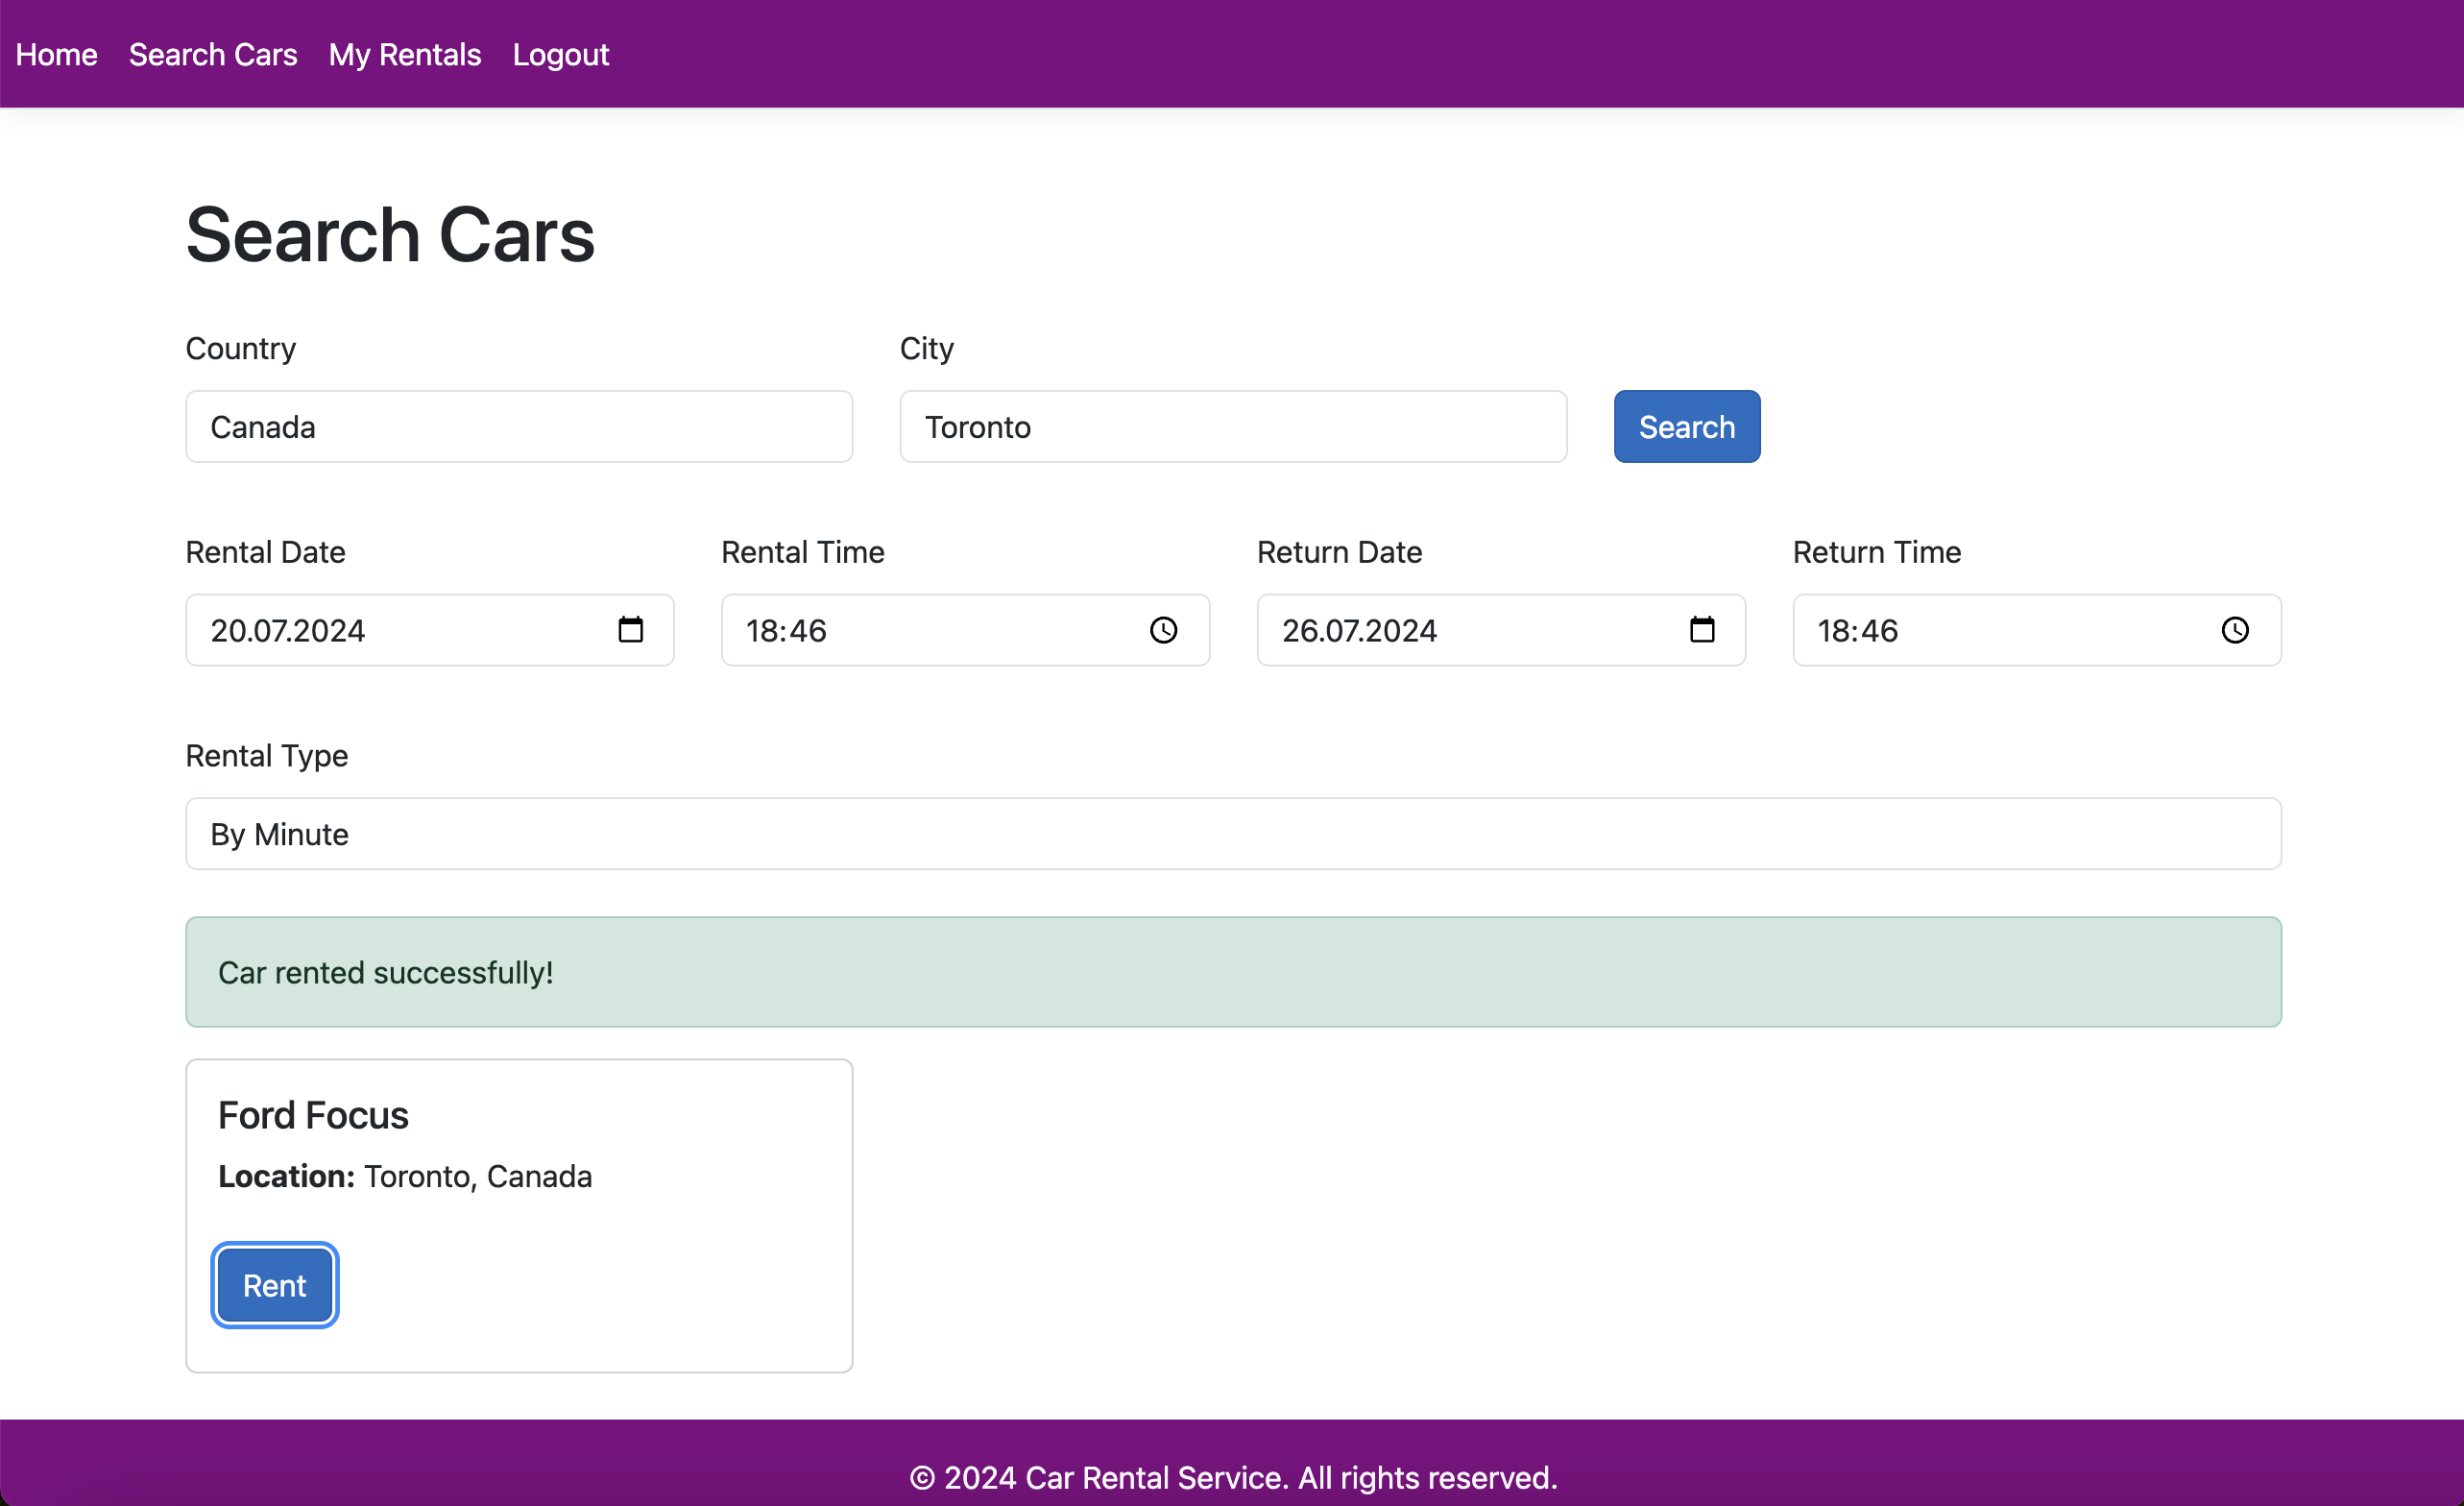 Home Search Cars My Rentals Logout
Search Cars
Country City
Canada Toronto Search
Rental Date Rental Time Return Date Return Time
20.07.2024 18:46 26.07.2024 18:46
Rental Type
By Minute
Car rented successfully!
Ford Focus
Location: Toronto, Canada
Rent
© 2024 Car Rental Service. All rights reserved.